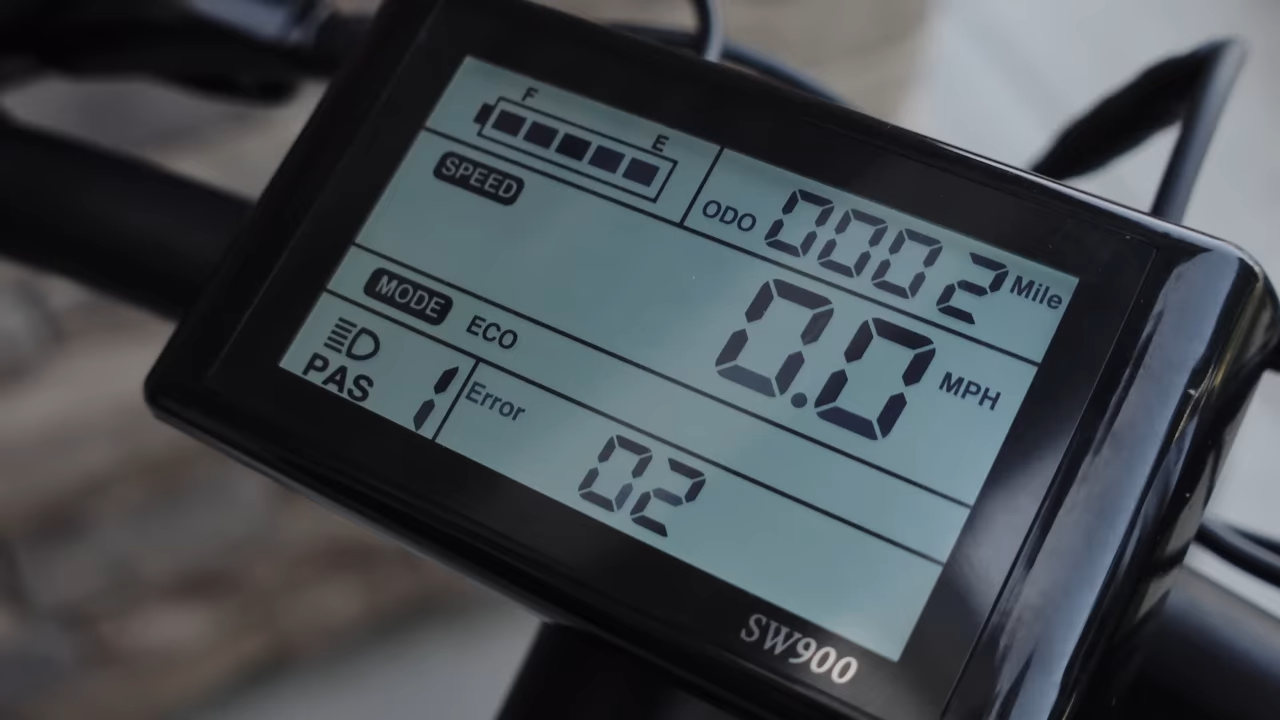 F E
SPEED
ODO 0002 Mile
0.0 MPH
MODE ECO
PAS 1
Error
02
SW900